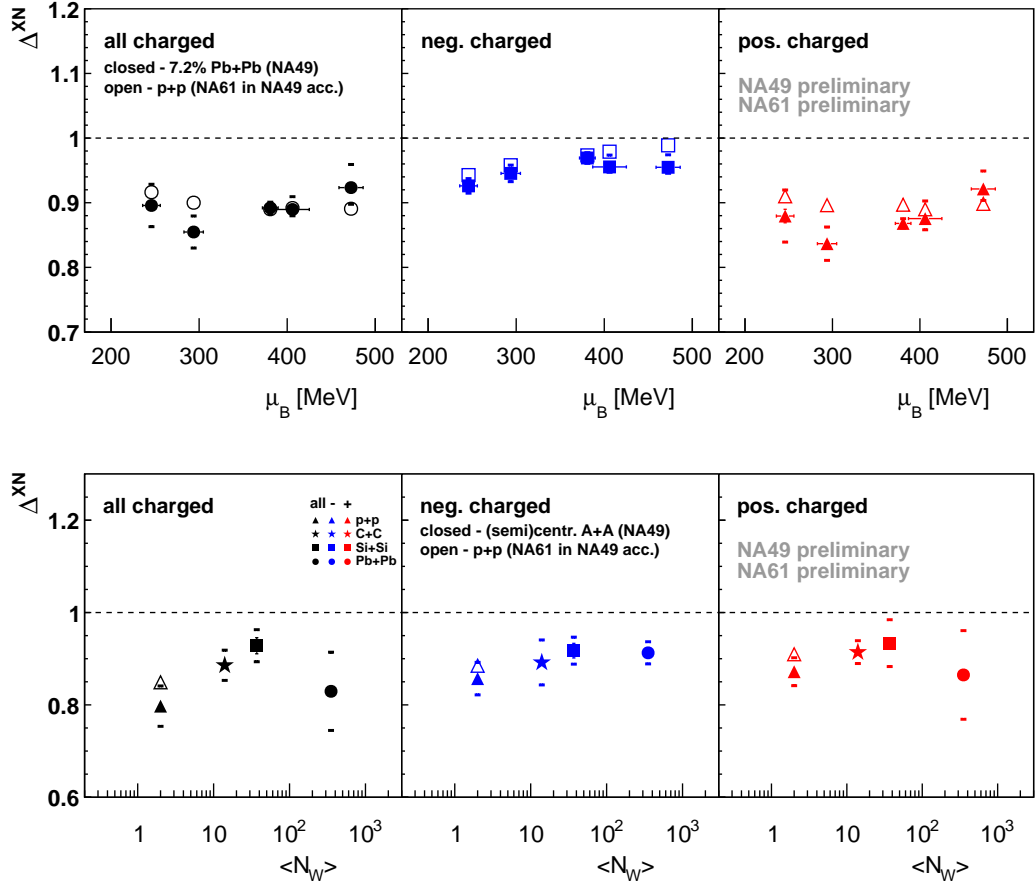 Δ^XN
1.2
1.1
1
0.9
0.8
0.7
all charged
closed - 7.2% Pb+Pb (NA49)
open - p+p (NA61 in NA49 acc.)
neg. charged
pos. charged
NA49 preliminary
NA61 preliminary
200 300 400 500
200 300 400 500
200 300 400 500
μ_B [MeV]
μ_B [MeV]
μ_B [MeV]
Δ^XN
1.2
1
0.8
0.6
all charged
all - +
p+p
C+C
Si+Si
Pb+Pb
neg. charged
closed - (semi)centr. A+A (NA49)
open - p+p (NA61 in NA49 acc.)
pos. charged
NA49 preliminary
NA61 preliminary
1 10 10^2 10^3
1 10 10^2 10^3
1 10 10^2 10^3
<N_W>
<N_W>
<N_W>